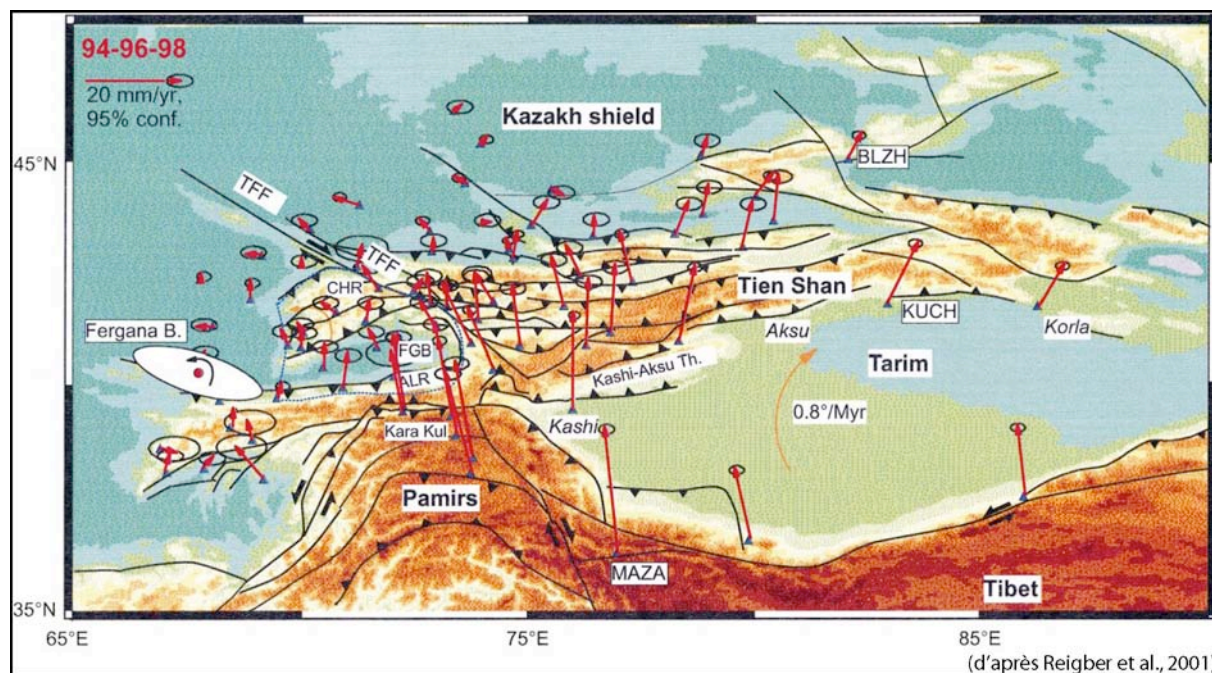 94-96-98
20 mm/yr,
95% conf.
Kazakh shield
45°N
BLZH
TFF
TFF
CHR
Tien Shan
Fergana B.
KUCH
Aksu
Korla
FGB
Kashi-Aksu Th.
Tarim
ALR
0.8°/Myr
Kara Kul
Kashi
Pamirs
MAZA
Tibet
35°N
65°E
75°E
85°E
(d'après Reigber et al., 2001)